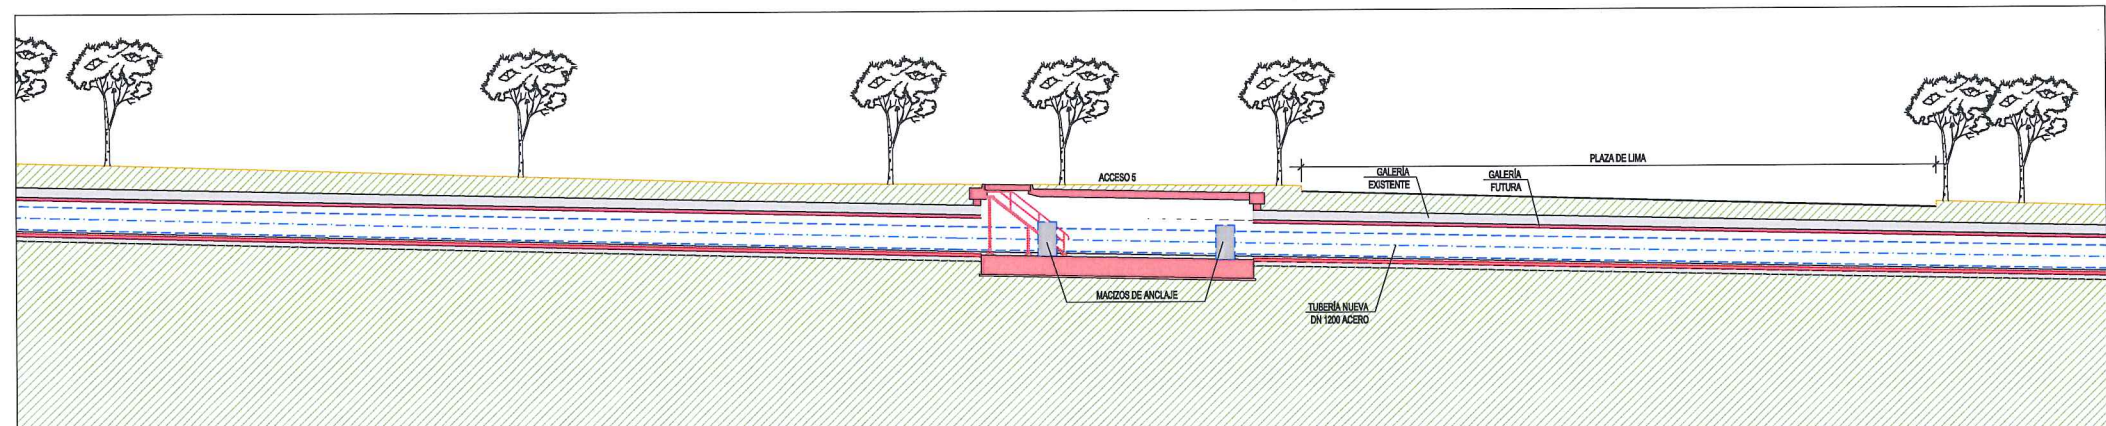 PLAZA DE LIMA
GALERÍA
EXISTENTE
GALERÍA
FUTURA
ACCESO 5
MACIZOS DE ANCLAJE
TUBERÍA NUEVA
DN 1200 ACERO